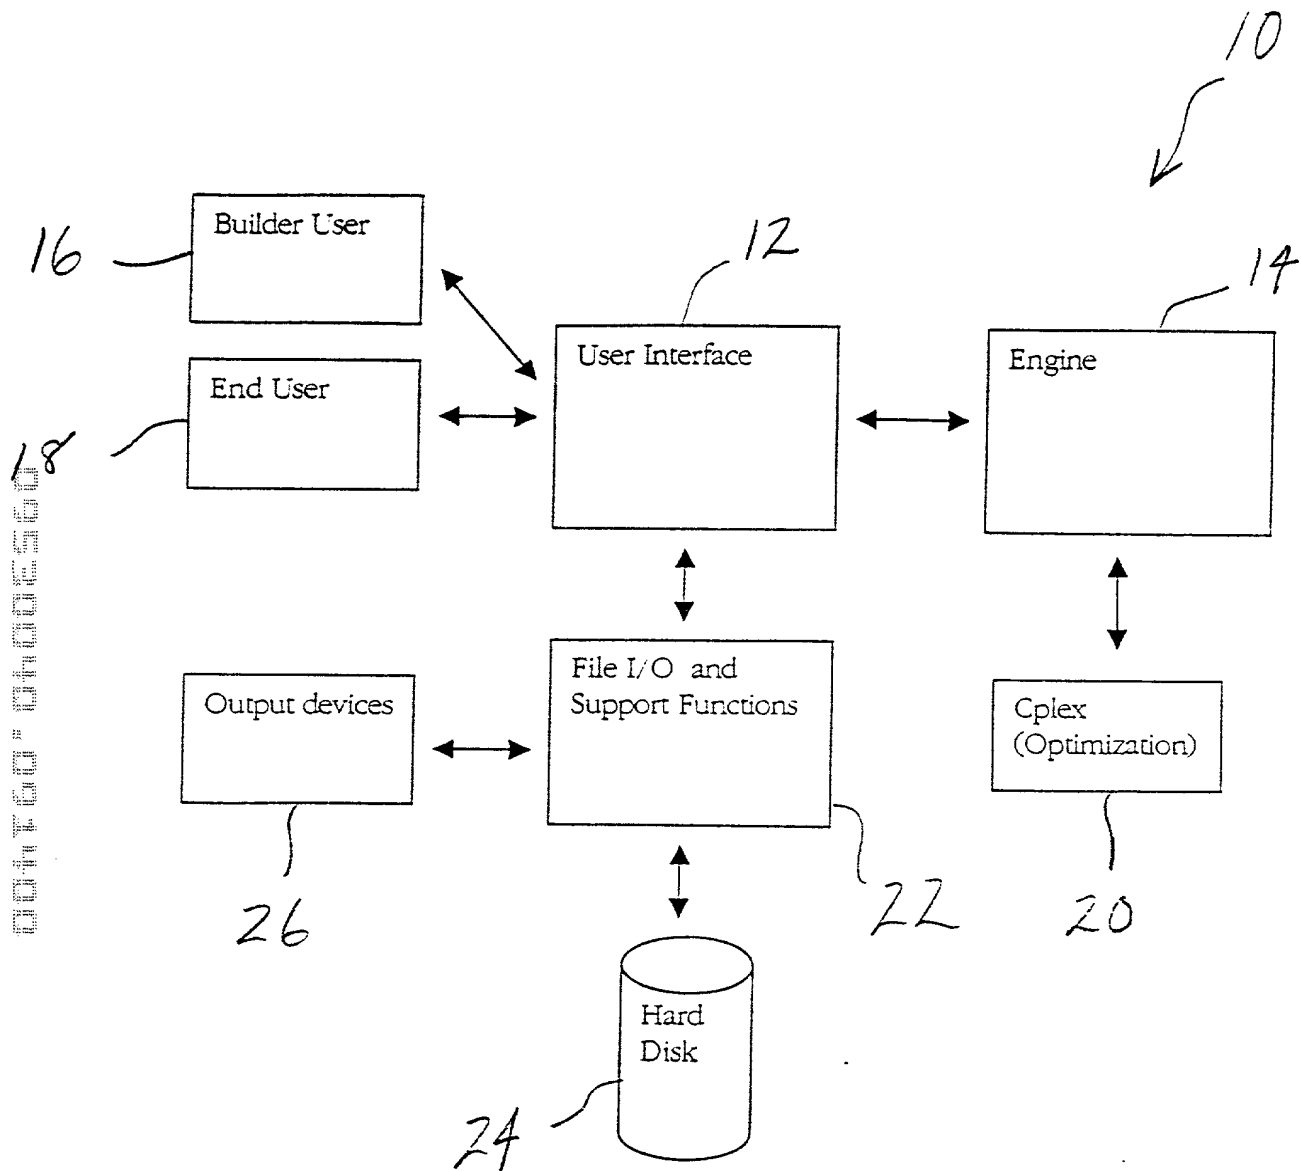 10
Builder User
16
12
14
User Interface
Engine
End User
18
File I/O and
Support Functions
Output devices
Cplex
(Optimization)
26
22
20
Hard
Disk
24